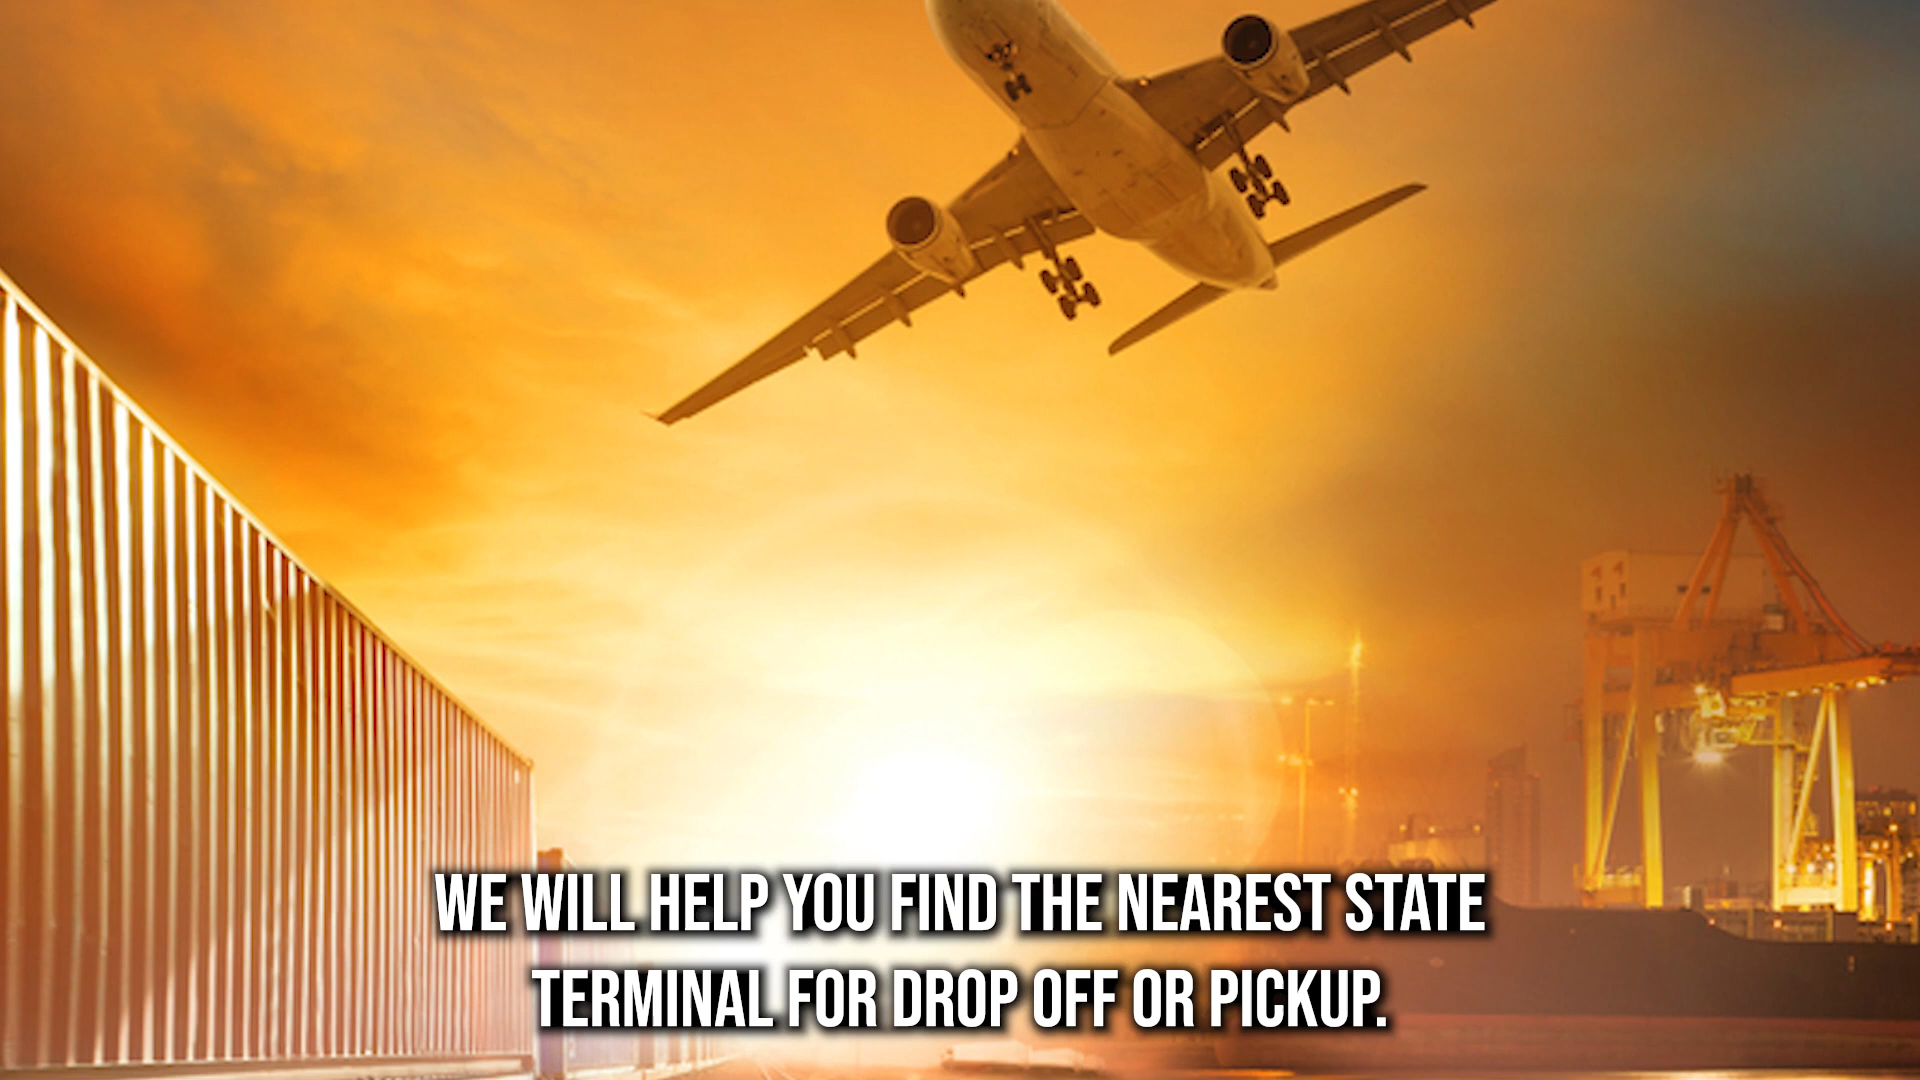 WE WILL HELP YOU FIND THE NEAREST STATE
TERMINAL FOR DROP OFF OR PICKUP.